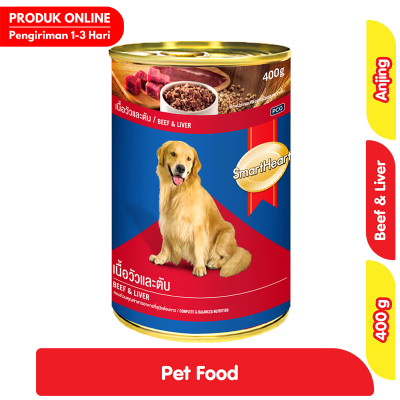 PRODUK ONLINE
Pengiriman 1-3 Hari
400g
เนื้อวัวและตับ / BEEF & LIVER
PCG
SmartHeart
เนื้อวัวและตับ
BEEF & LIVER
/ COMPLETE & BALANCED NUTRITION
Anjing
Beef & Liver
400 g
Pet Food